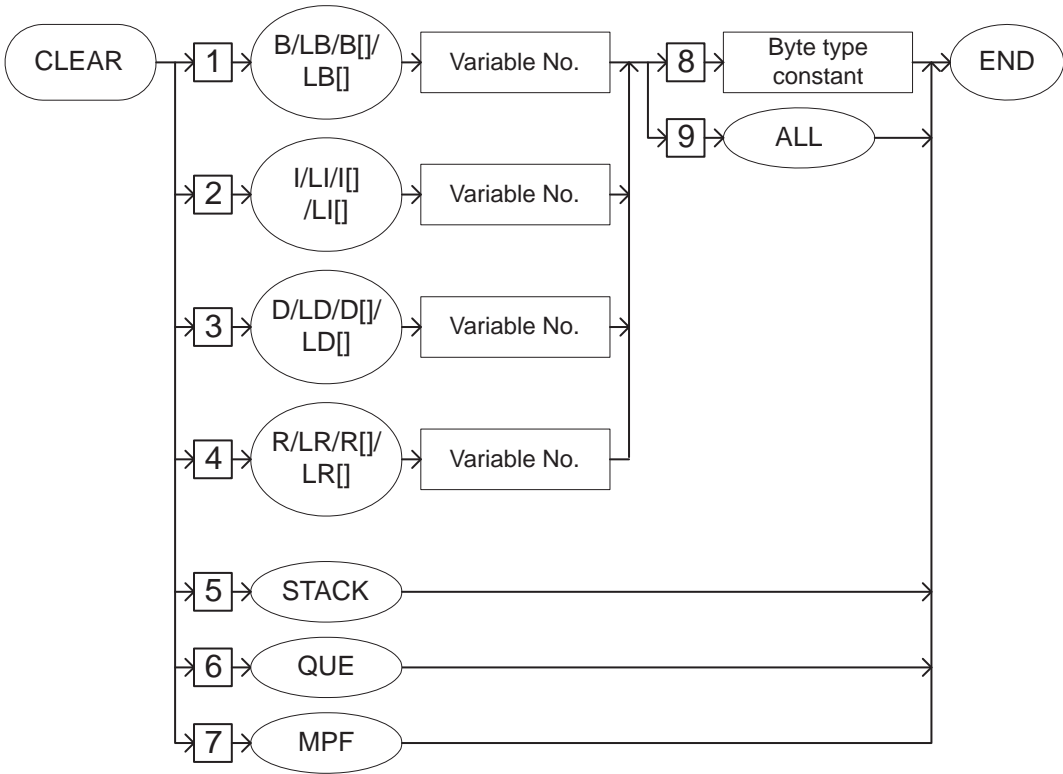 CLEAR
1
B/LB/B[]/
LB[]
Variable No.
8
Byte type
constant
END
9
ALL
2
I/LI/I[]
/LI[]
Variable No.
3
D/LD/D[]/
LD[]
Variable No.
4
R/LR/R[]/
LR[]
Variable No.
5
STACK
6
QUE
7
MPF